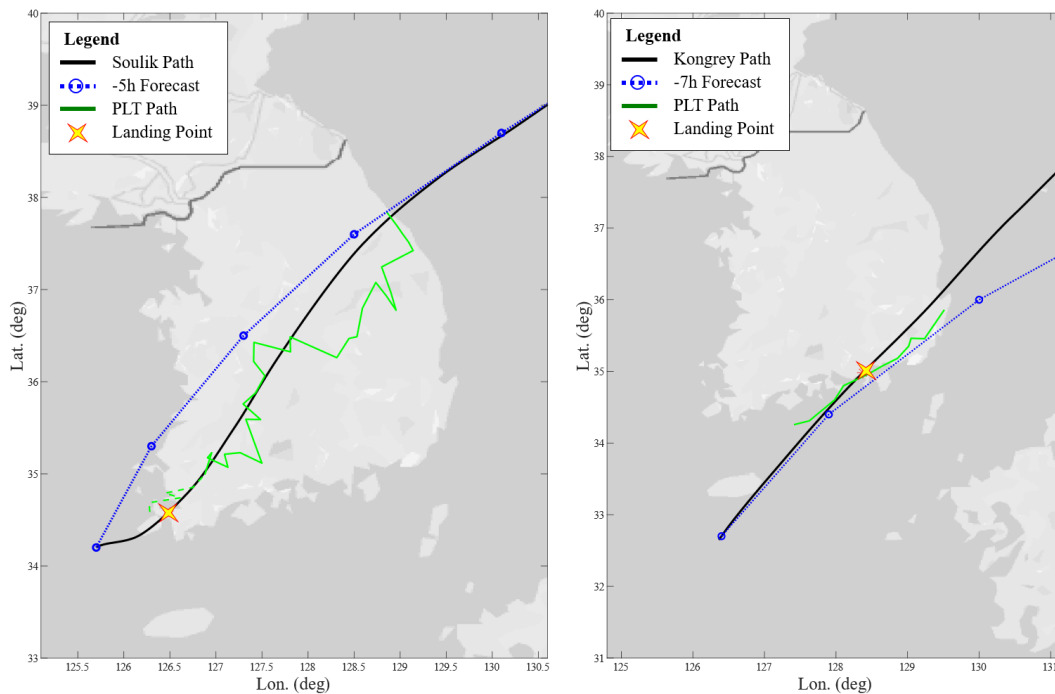 Legend
Soulik Path
-5h Forecast
PLT Path
Landing Point
40
39
38
37
36
35
34
33
Lat. (deg)
125.5 126 126.5 127 127.5 128 128.5 129 129.5 130 130.5
Lon. (deg)
Legend
Kongrey Path
-7h Forecast
PLT Path
Landing Point
40
39
38
37
36
35
34
33
32
31
Lat. (deg)
125 126 127 128 129 130 131
Lon. (deg)